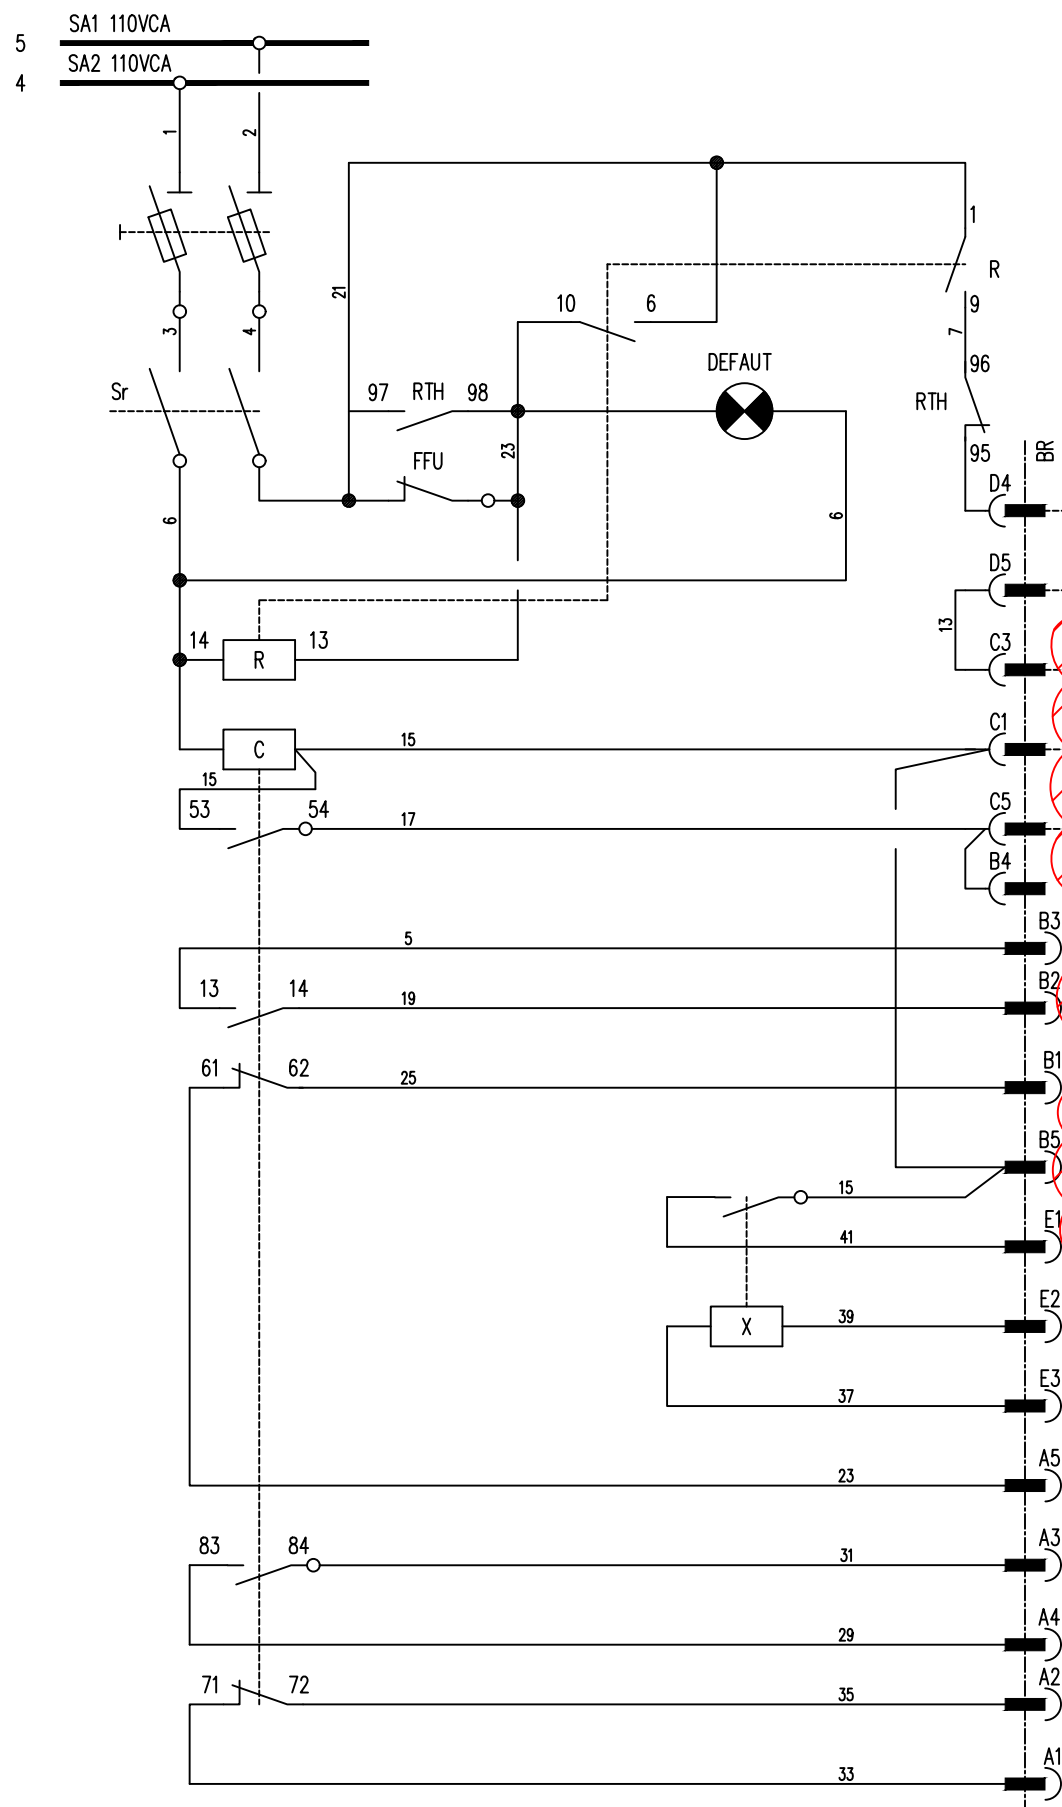 5 SA1 110VCA
4 SA2 110VCA
1 2
1
R
21
10 6
9
3 4
7
DEFAUT
96
Sr
97 RTH 98
RTH
23
FFU
95
BR
D4
6
6
D5
14 R 13
13
C3
C1
C 15
15
53 54
C5
17
B4
B3
5
B2
13 14
19
B1
61 62
25
B5
15
E1
41
E2
X 39
E3
37
A5
23
A3
83 84
31
A4
29
A2
71 72
35
A1
33